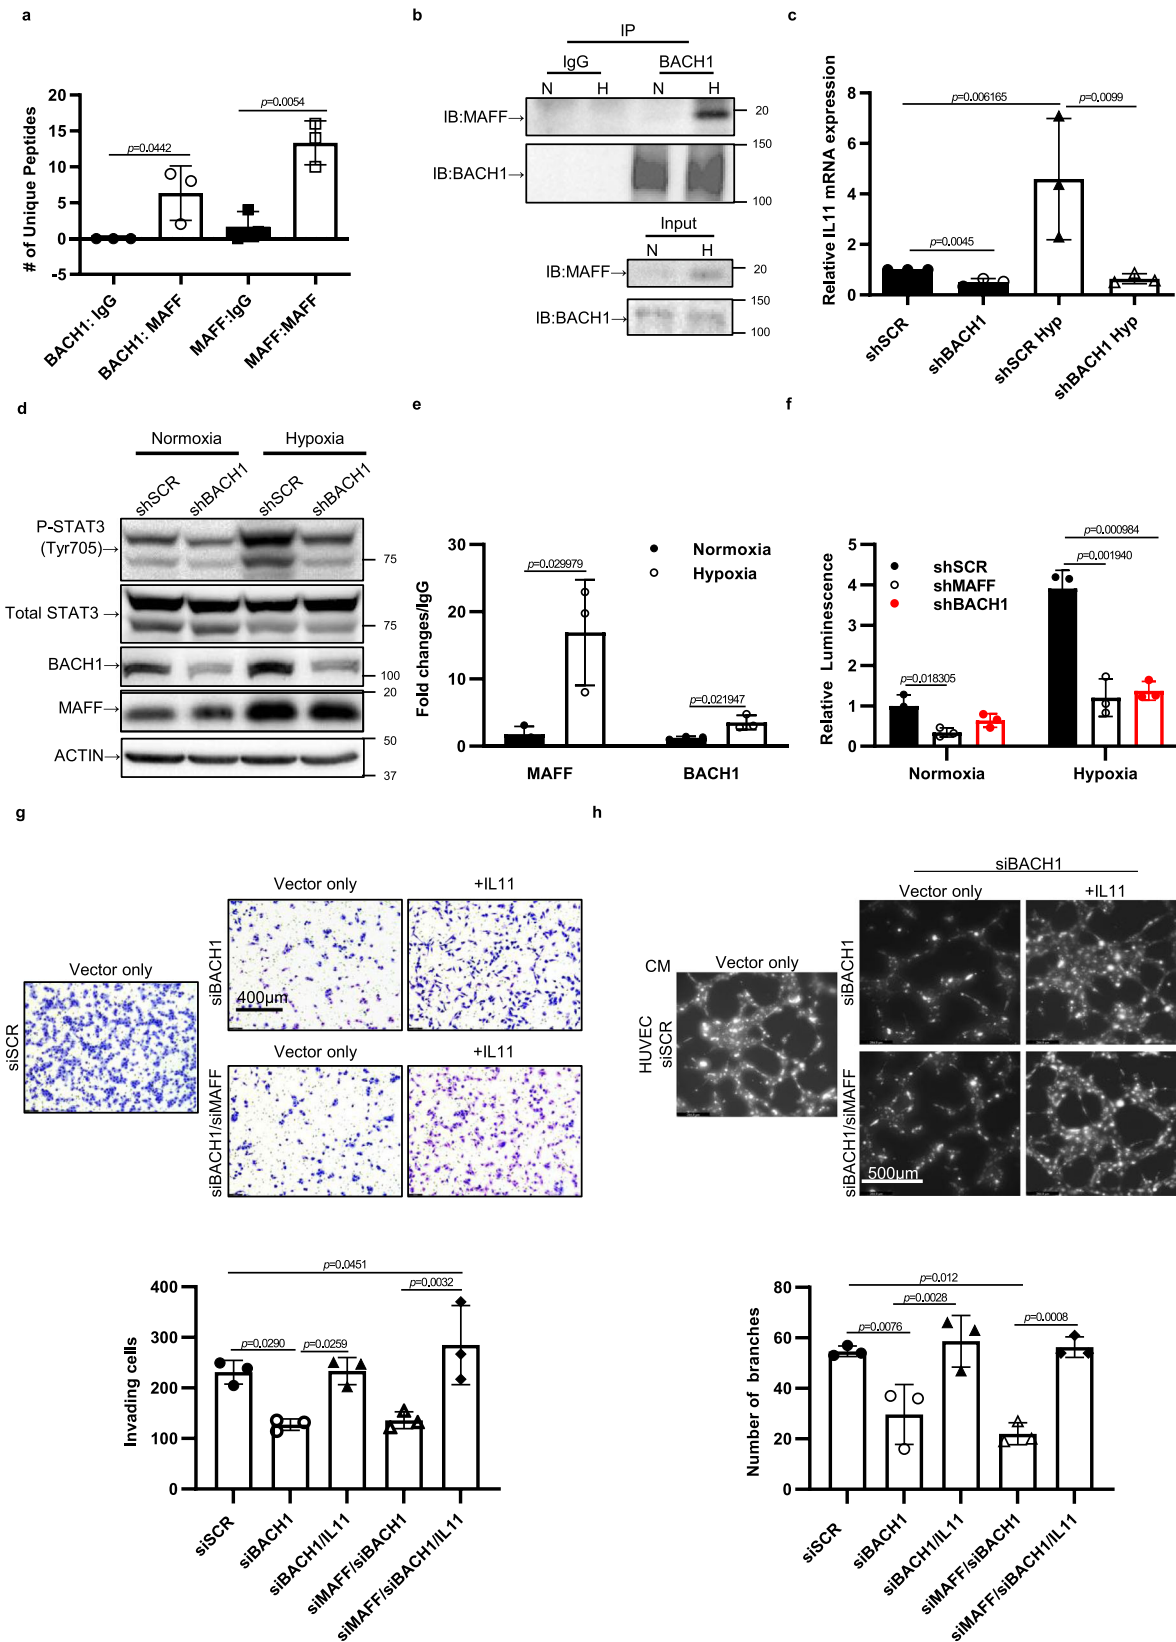 a
# of Unique Peptides
20
15
10
5
0
-5
p=0.0442
p=0.0054
BACH1: IgG
BACH1: MAFF
MAFF:IgG
MAFF:MAFF
b
IP
IgG
BACH1
N
H
N
H
IB:MAFF→
20
IB:BACH1→
150
100
Input
N
H
IB:MAFF→
20
IB:BACH1→
150
100
c
Relative IL11 mRNA expression
8
6
4
2
0
p=0.006165
p=0.0099
p=0.0045
shSCR
shBACH1
shSCR Hyp
shBACH1 Hyp
d
Normoxia
Hypoxia
shSCR
shBACH1
shSCR
shBACH1
P-STAT3
(Tyr705)→
75
Total STAT3→
75
BACH1→
100
MAFF→
20
ACTIN→
50
37
e
Fold changes/IgG
30
20
10
0
p=0.029979
p=0.021947
Normoxia
Hypoxia
MAFF
BACH1
f
Relative Luminescence
5
4
3
2
1
0
shSCR
shMAFF
shBACH1
p=0.018305
p=0.000984
p=0.001940
Normoxia
Hypoxia
g
Vector only
+IL11
siBACH1
400µm
Vector only
siSCR
Vector only
+IL11
siBACH1/siMAFF
Invading cells
400
300
200
100
0
p=0.0451
p=0.0032
p=0.0290
p=0.0259
siSCR
siBACH1
siBACH1/IL11
siMAFF/siBACH1
siMAFF/siBACH1/IL11
h
siBACH1
Vector only
+IL11
CM
Vector only
HUVEC
siSCR
siBACH1
siBACH1/siMAFF
500µm
Number of branches
80
60
40
20
0
p=0.012
p=0.0028
p=0.0076
p=0.0008
siSCR
siBACH1
siBACH1/IL11
siMAFF/siBACH1
siMAFF/siBACH1/IL11